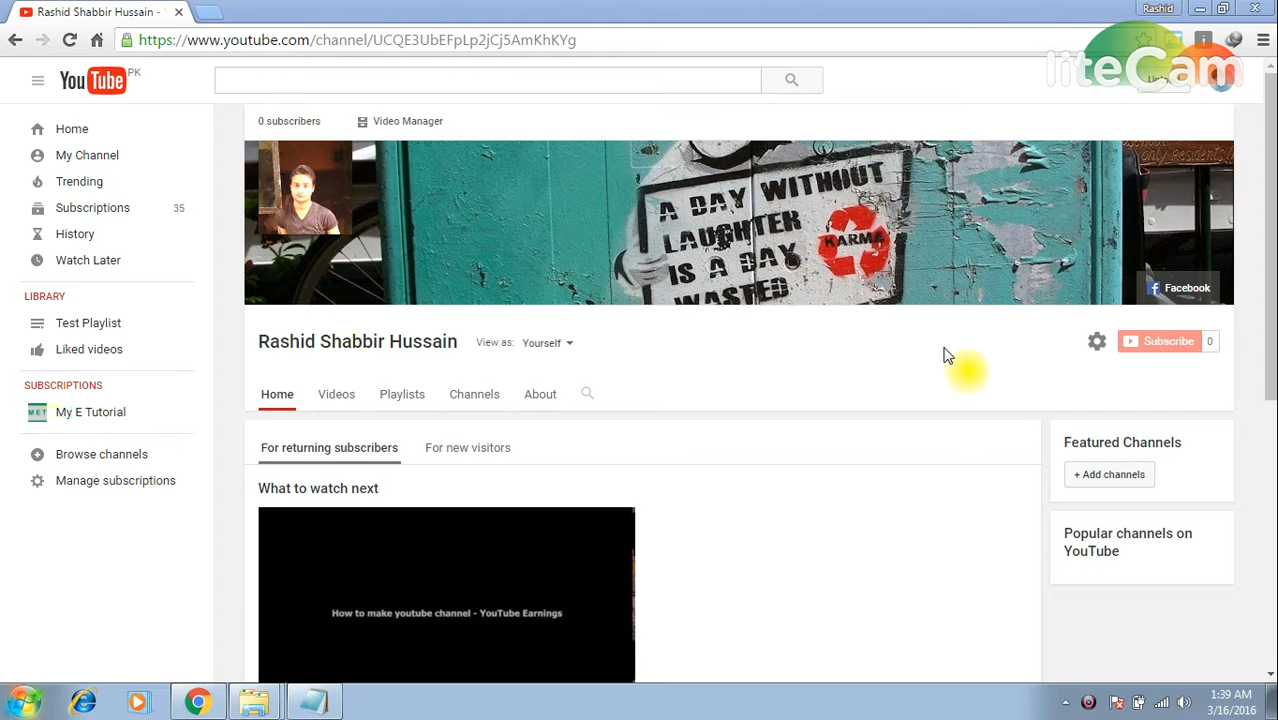 Rashid Shabbir Hussain -
Rashid
https://www.youtube.com/channel/UCQE3UbEFpLp2jCj5AmKhKYg
liteCam
YouTube PK
0 subscribers
Video Manager
A DAY WITHOUT
LAUGHTER
IS A DAY
WASTED
KARMA
only Residents
Facebook
Home
My Channel
Trending
Subscriptions 35
History
Watch Later
LIBRARY
Test Playlist
Liked videos
SUBSCRIPTIONS
MET My E Tutorial
Browse channels
Manage subscriptions
Rashid Shabbir Hussain
View as: Yourself
Subscribe 0
Home Videos Playlists Channels About
For returning subscribers For new visitors
What to watch next
How to make youtube channel - YouTube Earnings
Featured Channels
+ Add channels
Popular channels on
YouTube
1:39 AM
3/16/2016